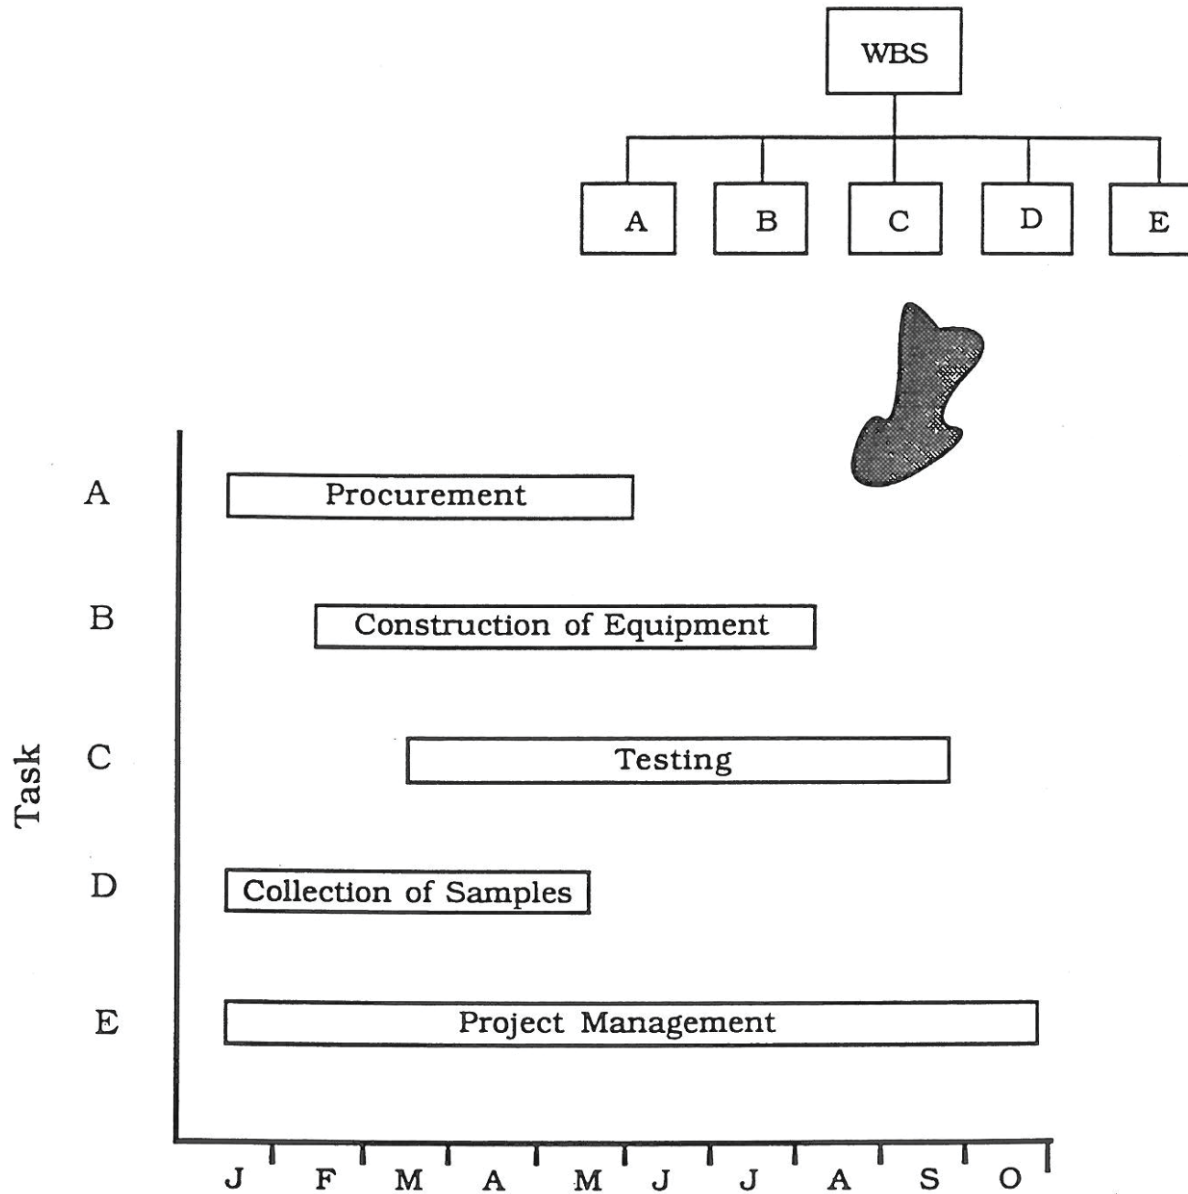 WBS
A B C D E
A Procurement
B Construction of Equipment
C Testing
Task
D Collection of Samples
E Project Management
J F M A M J J A S O